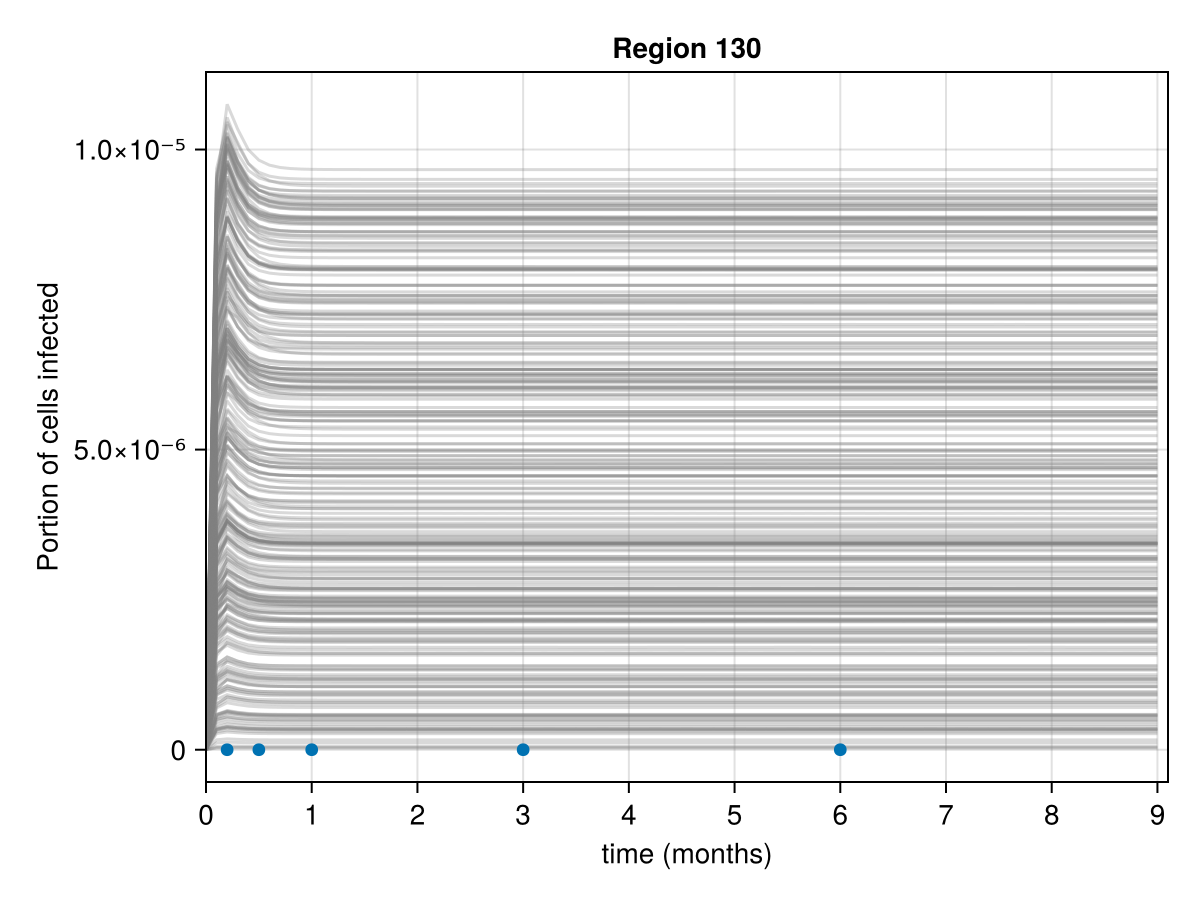 Region 130
Portion of cells infected
1.0×10⁻⁵
5.0×10⁻⁶
0
0 1 2 3 4 5 6 7 8 9
time (months)